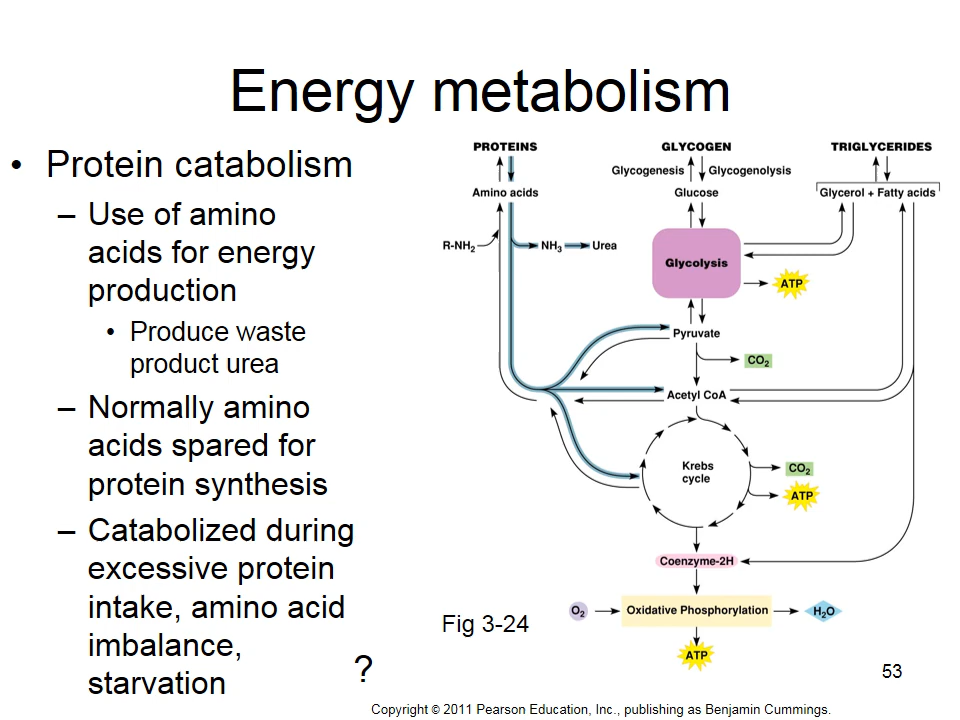 Energy metabolism
• Protein catabolism
– Use of amino
acids for energy
production
• Produce waste
product urea
– Normally amino
acids spared for
protein synthesis
– Catabolized during
excessive protein
intake, amino acid
imbalance,
starvation
?
PROTEINS
GLYCOGEN
TRIGLYCERIDES
Glycogenesis
Glycogenolysis
Amino acids
Glucose
Glycerol + Fatty acids
R-NH2
NH3
Urea
Glycolysis
ATP
Pyruvate
CO2
Acetyl CoA
Krebs
cycle
CO2
ATP
Coenzyme-2H
O2
Oxidative Phosphorylation
H2O
ATP
Fig 3-24
53
Copyright © 2011 Pearson Education, Inc., publishing as Benjamin Cummings.